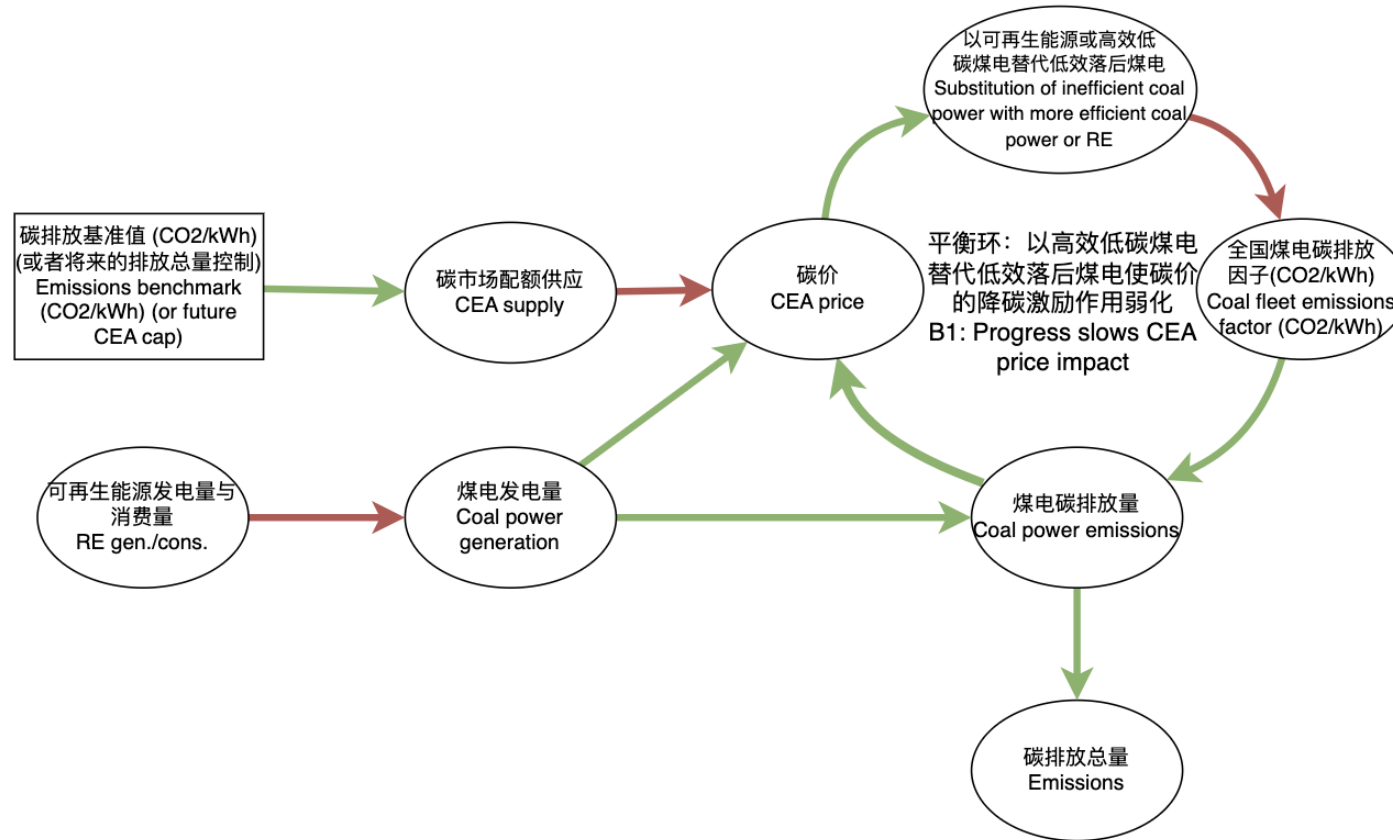 以可再生能源或高效低
碳煤电替代低效落后煤电
Substitution of inefficient coal
power with more efficient coal
power or RE
碳排放基准值 (CO2/kWh)
(或者将来的排放总量控制)
Emissions benchmark
(CO2/kWh) (or future
CEA cap)
碳市场配额供应
CEA supply
碳价
CEA price
平衡环：以高效低碳煤电
替代低效落后煤电使碳价
的降碳激励作用弱化
B1: Progress slows CEA
price impact
全国煤电碳排放
因子(CO2/kWh)
Coal fleet emissions
factor (CO2/kWh)
可再生能源发电量与
消费量
RE gen./cons.
煤电发电量
Coal power
generation
煤电碳排放量
Coal power emissions
碳排放总量
Emissions